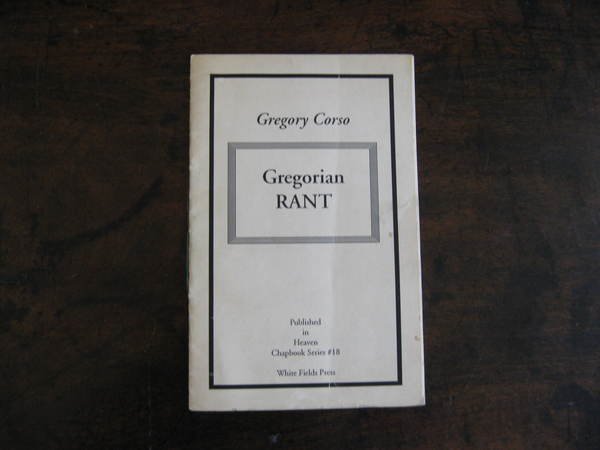 Gregory Corso
Gregorian
RANT
Published
in
Heaven
Chapbook Series #18
White Fields Press